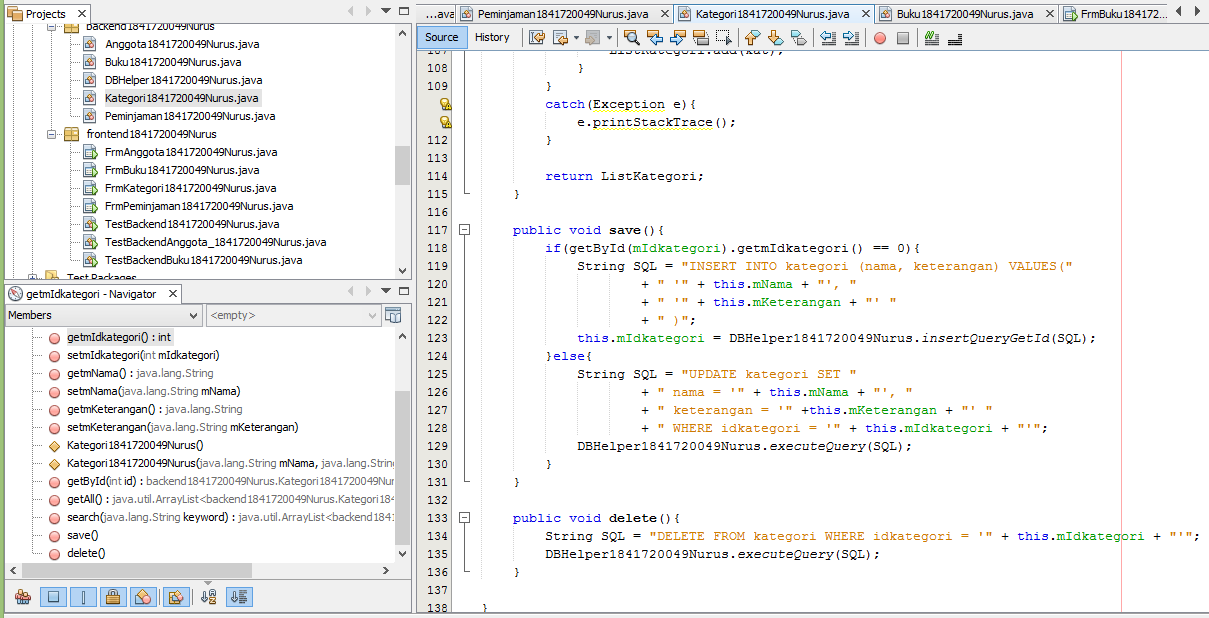 Projects
backend1841720049Nurus
Anggota1841720049Nurus.java
Buku1841720049Nurus.java
DBHelper1841720049Nurus.java
Kategori1841720049Nurus.java
Peminjaman1841720049Nurus.java
frontend1841720049Nurus
FrmAnggota1841720049Nurus.java
FrmBuku1841720049Nurus.java
FrmKategori1841720049Nurus.java
FrmPeminjaman1841720049Nurus.java
TestBackend1841720049Nurus.java
TestBackendAnggota_1841720049Nurus.java
TestBackendBuku1841720049Nurus.java
Test Packages
getmIdkategori - Navigator
Members <empty>
getmIdkategori() : int
setmIdkategori(int mIdkategori)
getmNama() : java.lang.String
setmNama(java.lang.String mNama)
getmKeterangan() : java.lang.String
setmKeterangan(java.lang.String mKeterangan)
Kategori1841720049Nurus()
Kategori1841720049Nurus(java.lang.String mNama, java.lang.String
getById(int id) : backend1841720049Nurus.Kategori184
getAll() : java.util.ArrayList<backend1841720049Nurus.Kategori18
search(java.lang.String keyword) : java.util.ArrayList<backend1841
save()
delete()
...ava Peminjaman1841720049Nurus.java Kategori1841720049Nurus.java Buku1841720049Nurus.java FrmBuku184172...
Source History
107 ListKategori.add(kat);
108 }
109 }
catch(Exception e){
e.printStackTrace();
112 }
113
114 return ListKategori;
115 }
116
117 public void save(){
118 if(getById(mIdkategori).getmIdkategori() == 0){
119 String SQL = "INSERT INTO kategori (nama, keterangan) VALUES("
120 + " '" + this.mNama + "', "
121 + " '" + this.mKeterangan + "' "
122 + " )";
123 this.mIdkategori = DBHelper1841720049Nurus.insertQueryGetId(SQL);
124 }else{
125 String SQL = "UPDATE kategori SET "
126 + " nama = '" + this.mNama + "', "
127 + " keterangan = '" +this.mKeterangan + "' "
128 + " WHERE idkategori = '" + this.mIdkategori + "'";
129 DBHelper1841720049Nurus.executeQuery(SQL);
130 }
131 }
132
133 public void delete(){
134 String SQL = "DELETE FROM kategori WHERE idkategori = '" + this.mIdkategori + "'";
135 DBHelper1841720049Nurus.executeQuery(SQL);
136 }
137
138 }